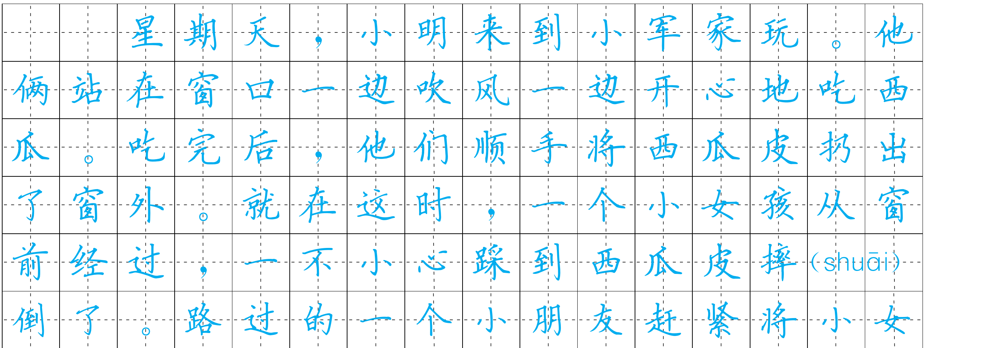 星期天，小明来到小军家玩。他
俩站在窗口一边吹风一边开心地吃西
瓜。吃完后，他们顺手将西瓜皮扔出
了窗外。就在这时，一个小女孩从窗
前经过，一不小心踩到西瓜皮摔（shuāi）
倒了。路过的一个小朋友赶紧将小女